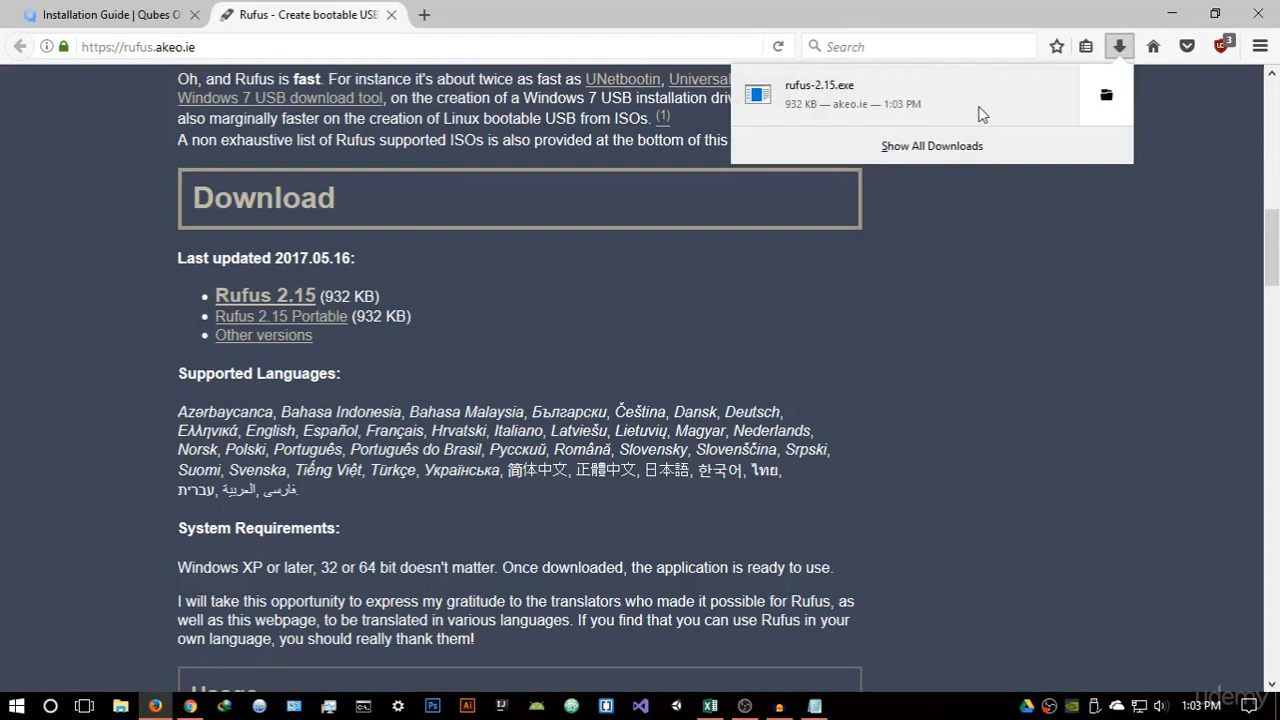 Installation Guide | Qubes O
Rufus - Create bootable USB
https://rufus.akeo.ie
Search
3
rufus-2.15.exe
932 KB — akeo.ie — 1:03 PM
Show All Downloads
Oh, and Rufus is fast. For instance it's about twice as fast as UNetbootin, Universal
Windows 7 USB download tool, on the creation of a Windows 7 USB installation driv
also marginally faster on the creation of Linux bootable USB from ISOs. (1)
A non exhaustive list of Rufus supported ISOs is also provided at the bottom of this
Download
Last updated 2017.05.16:
• Rufus 2.15 (932 KB)
• Rufus 2.15 Portable (932 KB)
• Other versions
Supported Languages:
Azərbaycanca, Bahasa Indonesia, Bahasa Malaysia, Български, Čeština, Dansk, Deutsch,
Ελληνικά, English, Español, Français, Hrvatski, Italiano, Latviešu, Lietuvių, Magyar, Nederlands,
Norsk, Polski, Português, Português do Brasil, Русский, Română, Slovensky, Slovenščina, Srpski,
Suomi, Svenska, Tiếng Việt, Türkçe, Українська, 简体中文, 正體中文, 日本語, 한국어, ไทย,
עברית, العربية, فارسی.
System Requirements:
Windows XP or later, 32 or 64 bit doesn't matter. Once downloaded, the application is ready to use.
I will take this opportunity to express my gratitude to the translators who made it possible for Rufus, as
well as this webpage, to be translated in various languages. If you find that you can use Rufus in your
own language, you should really thank them!
Usage
Ps
Ai
IJ
1:03 PM
udemy